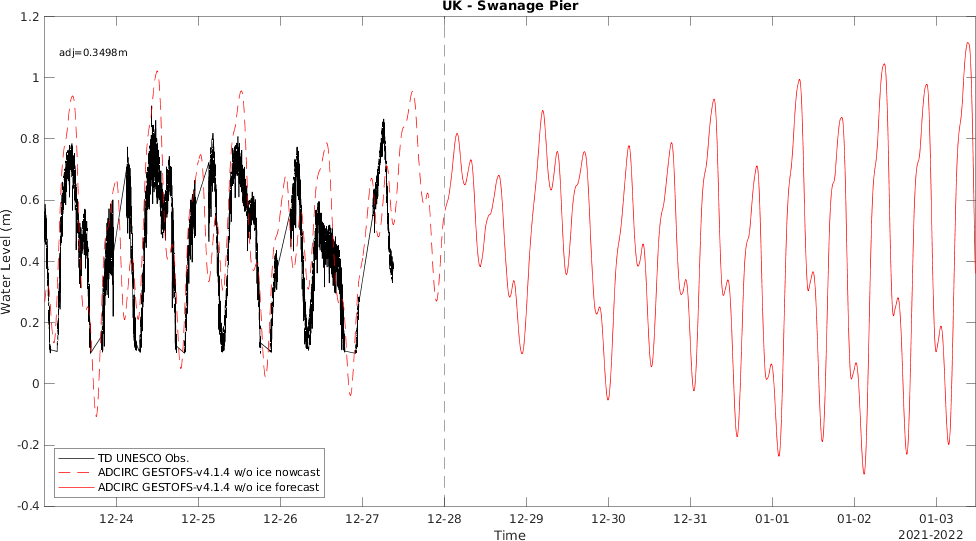 UK - Swanage Pier
adj=0.3498m
Water Level (m)
1.2
1
0.8
0.6
0.4
0.2
0
-0.2
-0.4
TD UNESCO Obs.
ADCIRC GESTOFS-v4.1.4 w/o ice nowcast
ADCIRC GESTOFS-v4.1.4 w/o ice forecast
12-24 12-25 12-26 12-27 12-28 12-29 12-30 12-31 01-01 01-02 01-03
Time
2021-2022